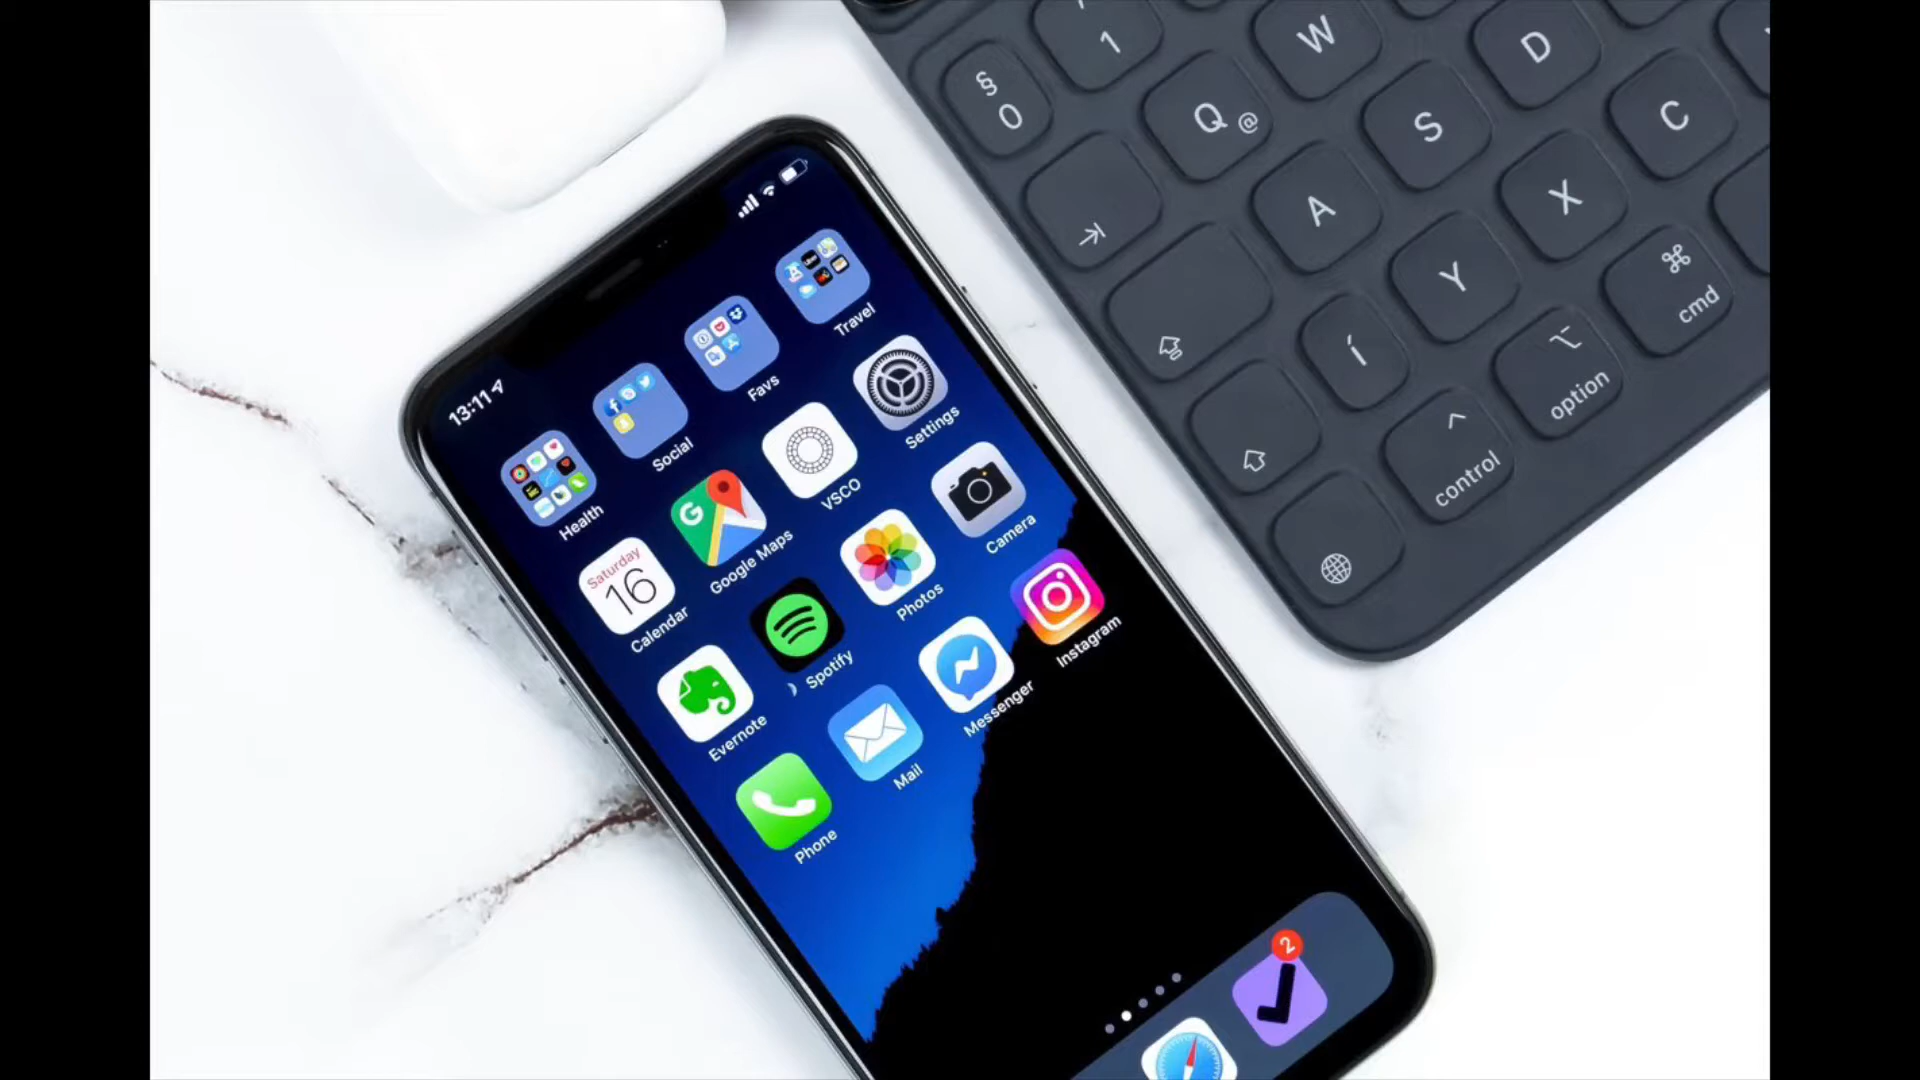 13:11
Health
Social
Favs
Travel
Saturday
16
Calendar
G
Google Maps
VSCO
Settings
Evernote
Spotify
Photos
Camera
Phone
Mail
Messenger
Instagram
2
§
0
1
Q @
W
A
S
D
Í
Y
X
C
control
option
cmd